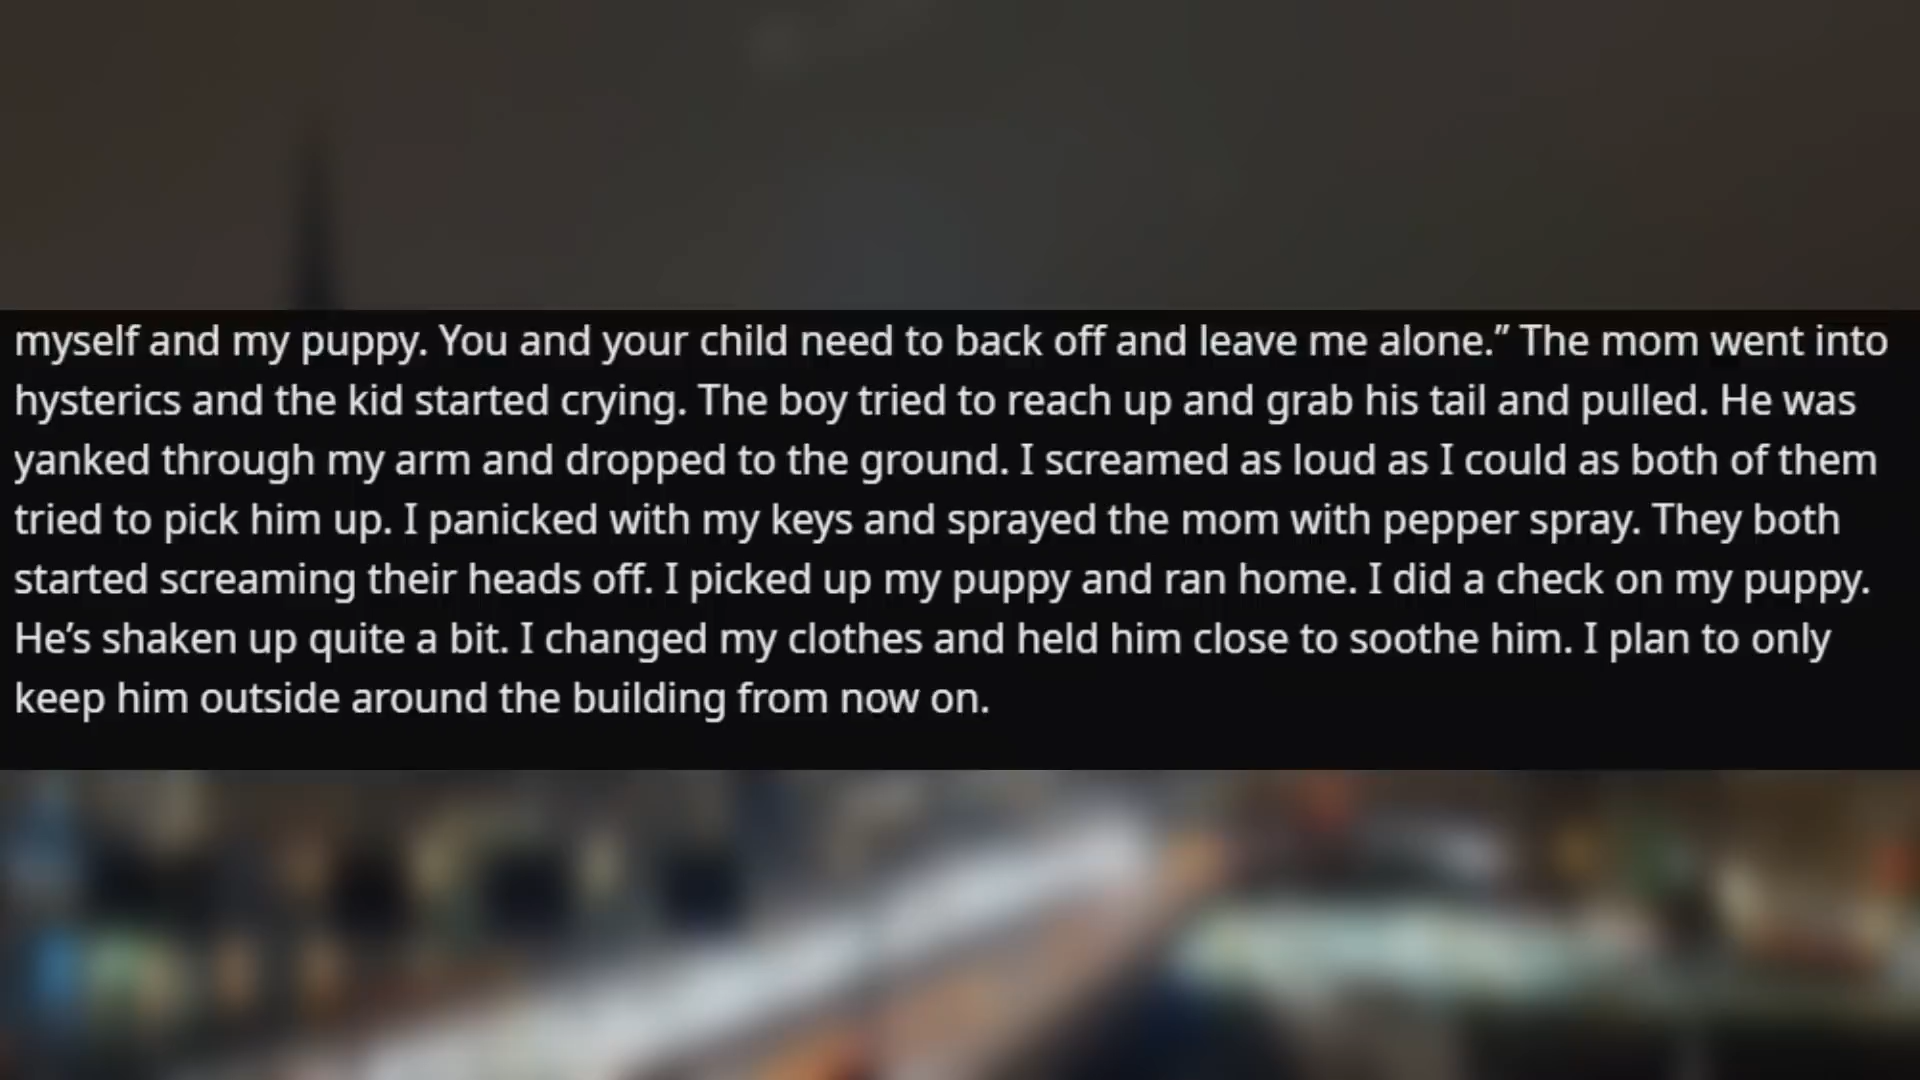 myself and my puppy. You and your child need to back off and leave me alone.” The mom went into
hysterics and the kid started crying. The boy tried to reach up and grab his tail and pulled. He was
yanked through my arm and dropped to the ground. I screamed as loud as I could as both of them
tried to pick him up. I panicked with my keys and sprayed the mom with pepper spray. They both
started screaming their heads off. I picked up my puppy and ran home. I did a check on my puppy.
He’s shaken up quite a bit. I changed my clothes and held him close to soothe him. I plan to only
keep him outside around the building from now on.